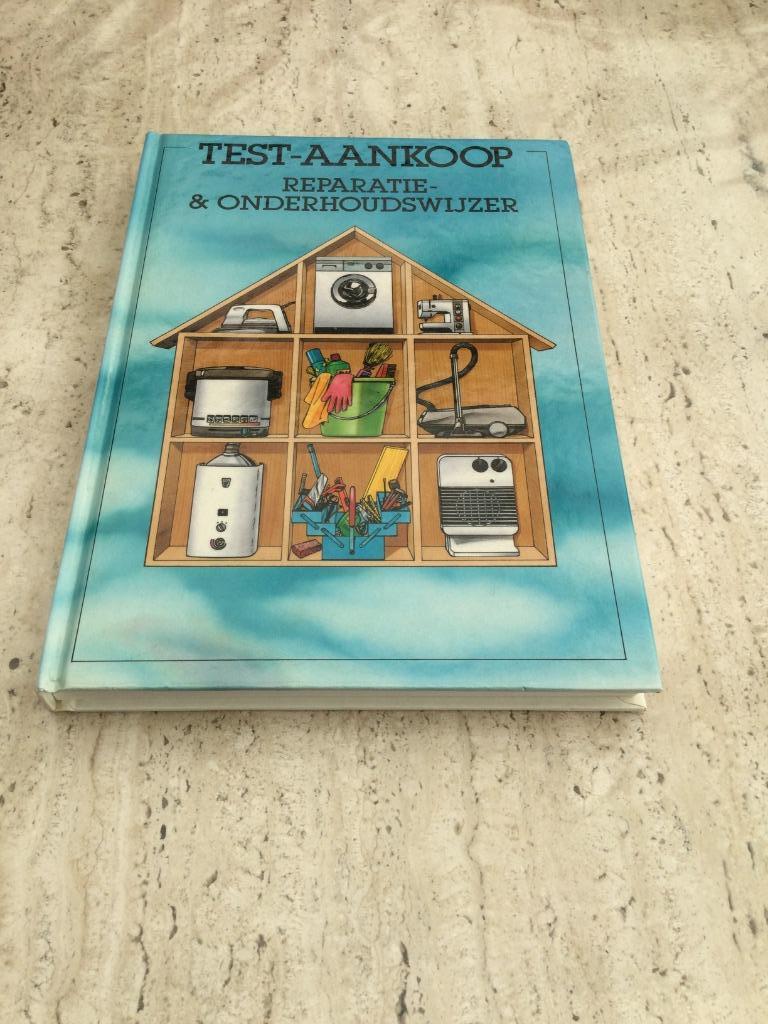 TEST-AANKOOP
REPARATIE-
& ONDERHOUDSWIJZER